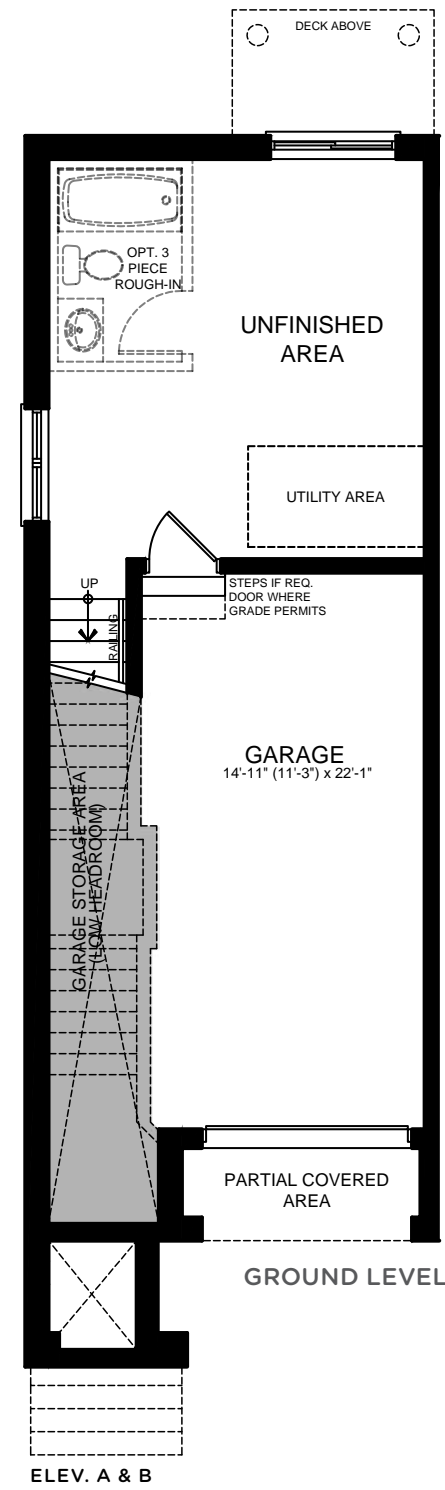 DECK ABOVE
OPT. 3
PIECE
ROUGH-IN
UNFINISHED
AREA
UTILITY AREA
UP
RAILING
STEPS IF REQ.
DOOR WHERE
GRADE PERMITS
GARAGE
14'-11" (11'-3") x 22'-1"
GARAGE STORAGE AREA
(LOW HEADROOM)
PARTIAL COVERED
AREA
GROUND LEVEL
ELEV. A & B